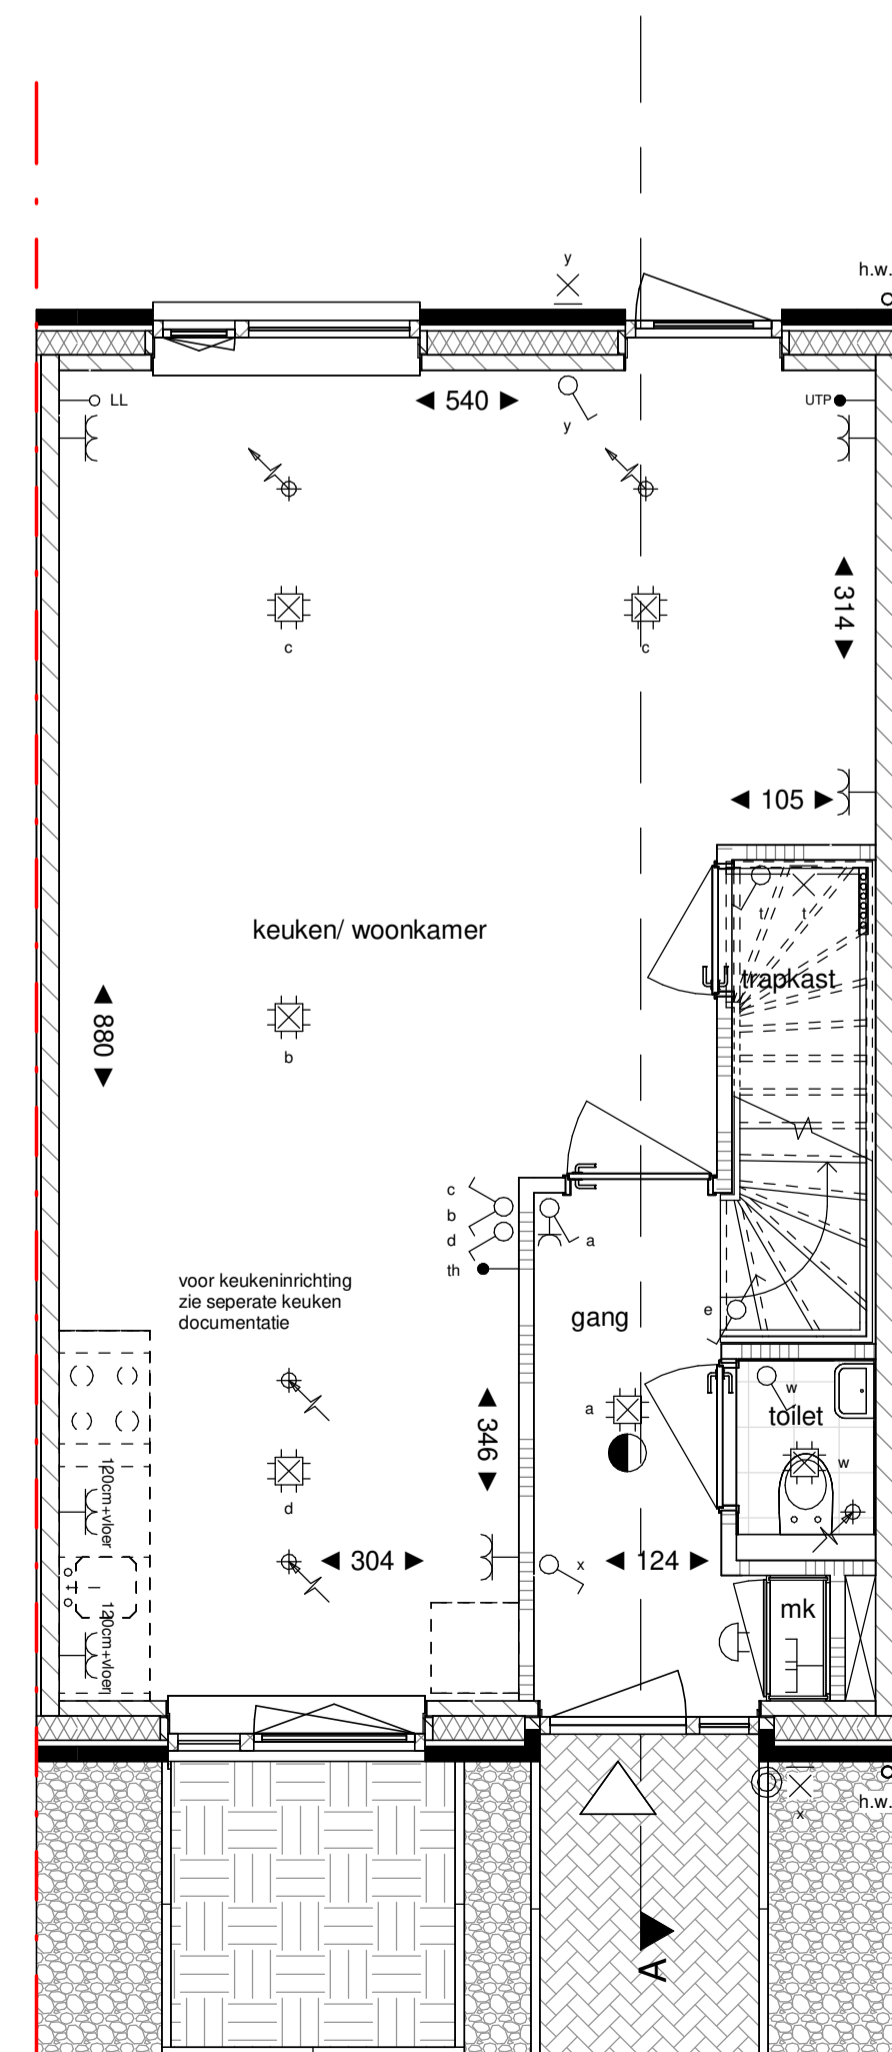 y
h.w.
LL
540
y
UTP
314
c
c
105
t
t
trapkast
keuken/ woonkamer
880
b
c
b
d
th
a
e
voor keukeninrichting
zie seperate keuken
documentatie
gang
346
a
w
toilet
w
120cm+vloer
d
304
x
124
120cm+vloer
mk
x
h.w.
A